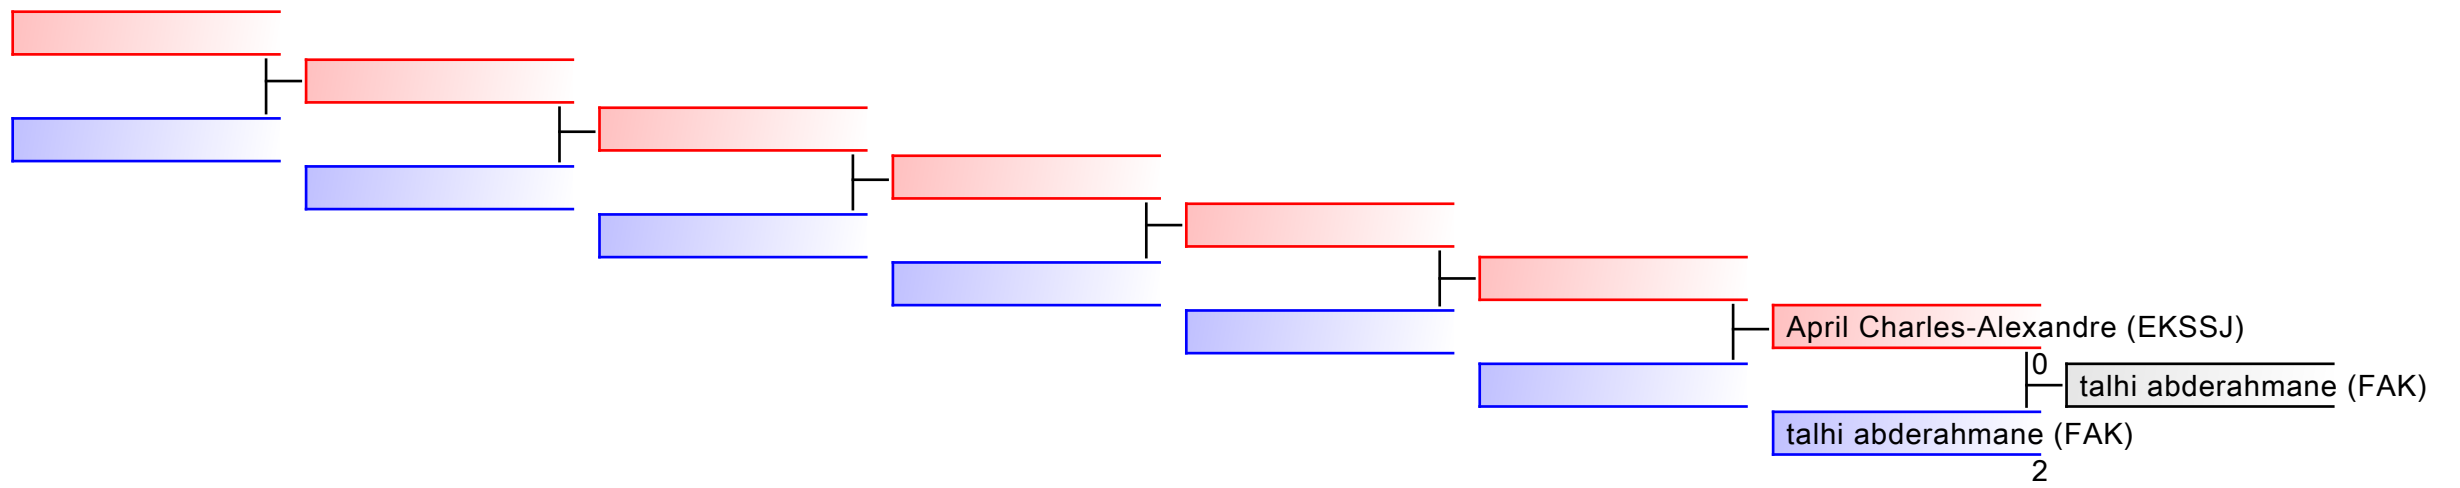 April Charles-Alexandre (EKSSJ)
0
talhi abderahmane (FAK)
talhi abderahmane (FAK)
2